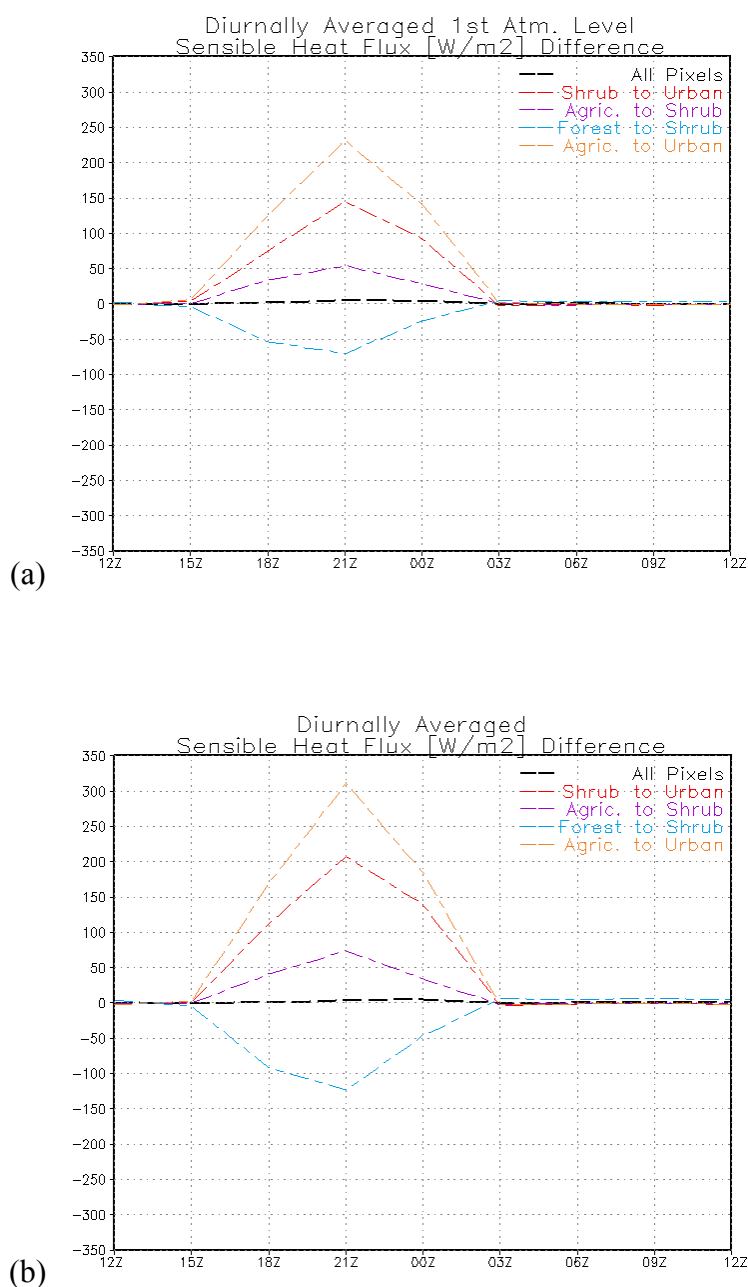 Diurnally Averaged 1st Atm. Level
Sensible Heat Flux [W/m2] Difference
350
300
250
200
150
100
50
0
-50
-100
-150
-200
-250
-300
-350
All Pixels
Shrub to Urban
Agric. to Shrub
Forest to Shrub
Agric. to Urban
12Z 15Z 18Z 21Z 00Z 03Z 06Z 09Z 12Z
(a)
Diurnally Averaged
Sensible Heat Flux [W/m2] Difference
350
300
250
200
150
100
50
0
-50
-100
-150
-200
-250
-300
-350
All Pixels
Shrub to Urban
Agric. to Shrub
Forest to Shrub
Agric. to Urban
12Z 15Z 18Z 21Z 00Z 03Z 06Z 09Z 12Z
(b)